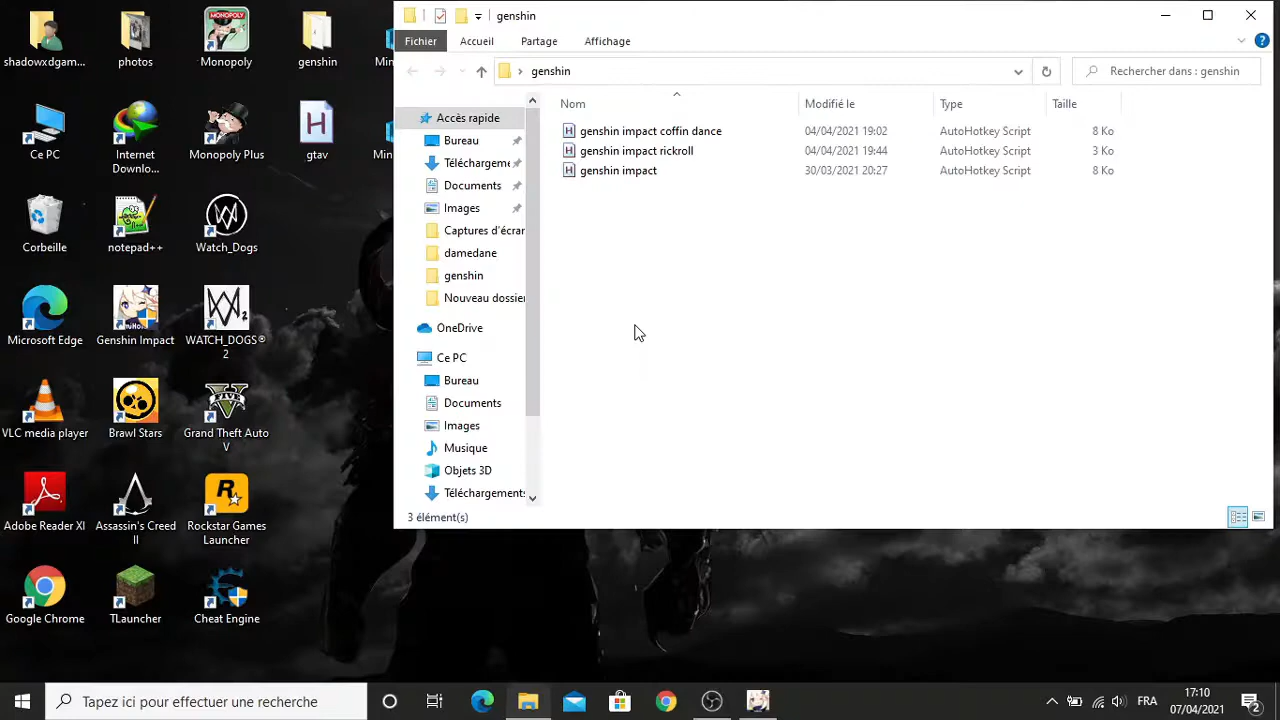 shadowxdgam...
photos
Monopoly
MONOPOLY
genshin
Ce PC
Internet
Downlo...
Monopoly Plus
gtav
Corbeille
notepad++
Watch_Dogs
Microsoft Edge
Genshin Impact
WATCH_DOGS®
2
VLC media player
Brawl Stars
Grand Theft Auto
V
Adobe Reader XI
Assassin's Creed
II
Rockstar Games
Launcher
Google Chrome
TLauncher
Cheat Engine
genshin
Fichier
Accueil
Partage
Affichage
genshin
Rechercher dans : genshin
Nom
Modifié le
Type
Taille
genshin impact coffin dance
04/04/2021 19:02
AutoHotkey Script
8 Ko
genshin impact rickroll
04/04/2021 19:44
AutoHotkey Script
3 Ko
genshin impact
30/03/2021 20:27
AutoHotkey Script
8 Ko
Accès rapide
Bureau
Téléchargeme
Documents
Images
Captures d'écrar
damedane
genshin
Nouveau dossie
OneDrive
Ce PC
Bureau
Documents
Images
Musique
Objets 3D
Téléchargements
3 élément(s)
Tapez ici pour effectuer une recherche
FRA
17:10
07/04/2021
2